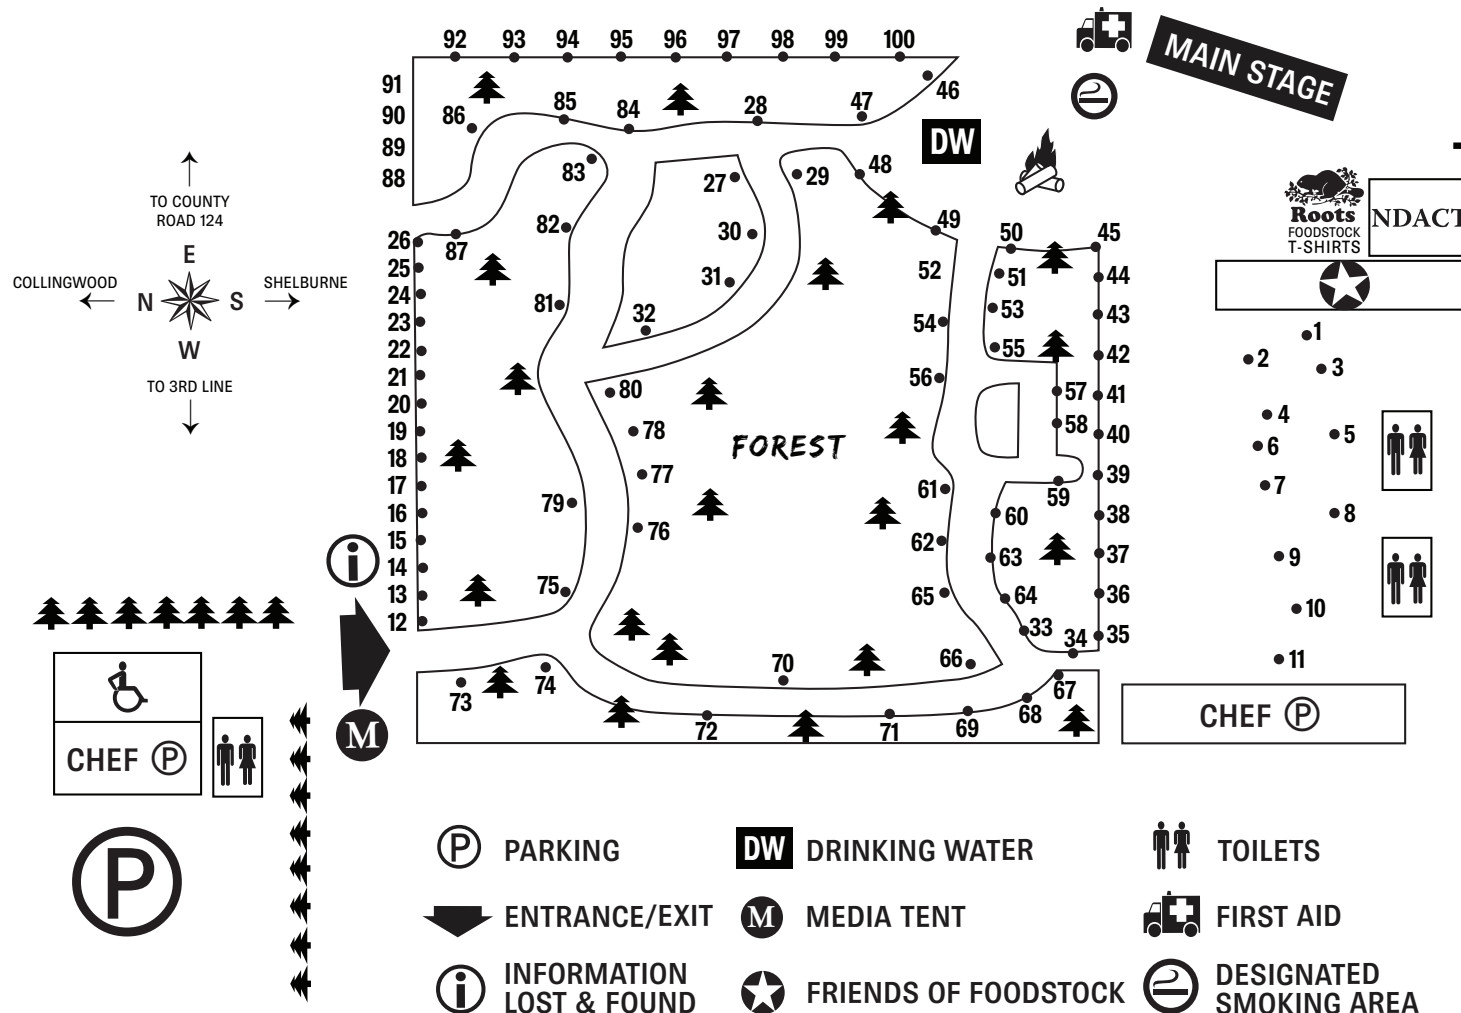 92 93 94 95 96 97 98 99 100
MAIN STAGE
91
46
86 85 84 28 47
90
89
DW
88
83 27 29 48
TO COUNTY
ROAD 124
Roots
FOODSTOCK
T-SHIRTS
NDACT
82 30 49 50 45
26 87
E
25 31 52 51 44
COLLINGWOOD
N S
SHELBURNE
24 81 53
23 32 54 43
1
W
22 55 42
2 3
TO 3RD LINE
21 56
20 80 57 41
4
19 78 58 40
5
FOREST
6
18
17 77 61 59 39
7
16 79 60 38
8
15 76 62
14 63 37
9
13 75 65 64 36
10
12 33 34 35
70 66
11
73 74 67
68
CHEF P
72 71 69
M
CHEF P
P
P PARKING
DW DRINKING WATER
TOILETS
ENTRANCE/EXIT
M MEDIA TENT
FIRST AID
i INFORMATION
LOST & FOUND
FRIENDS OF FOODSTOCK
DESIGNATED
SMOKING AREA